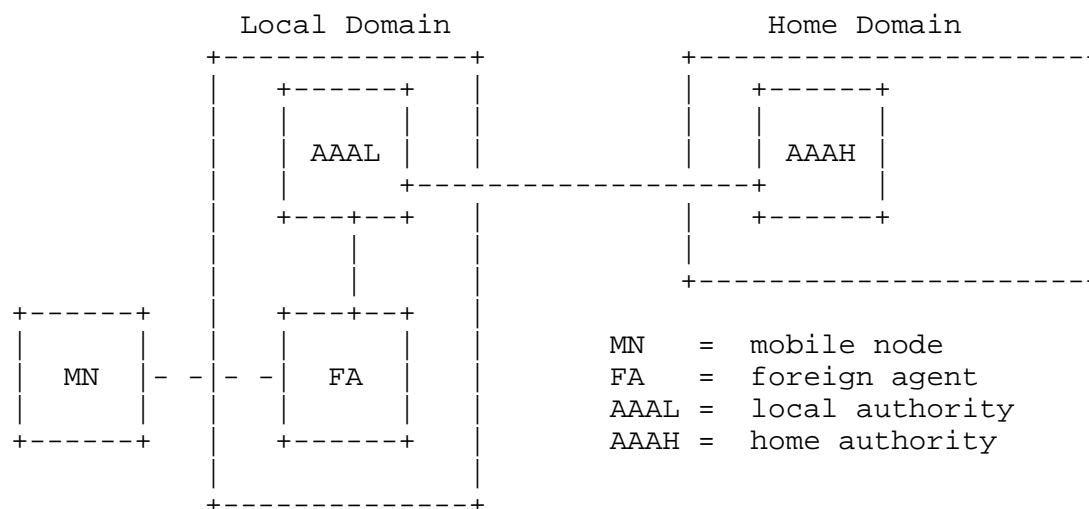 Local Domain Home Domain
AAAL AAAH
MN = mobile node
MN FA FA = foreign agent
AAAL = local authority
AAAH = home authority